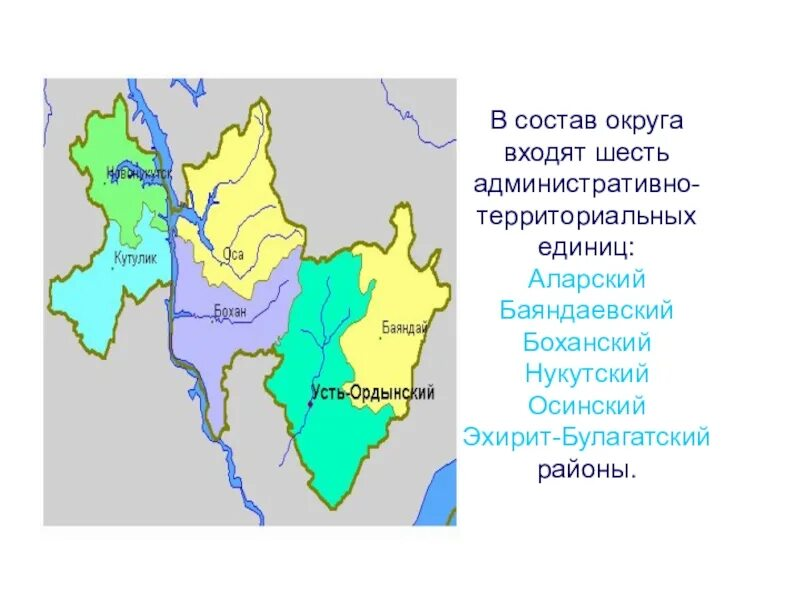 В состав округа
входят шесть
административно-
территориальных
единиц:
Аларский
Баяндаевский
Боханский
Нукутский
Осинский
Эхирит-Булагатский
районы.
Новонукутск
Оса
Кутулик
Бохан
Баяндай
Усть-Ордынский